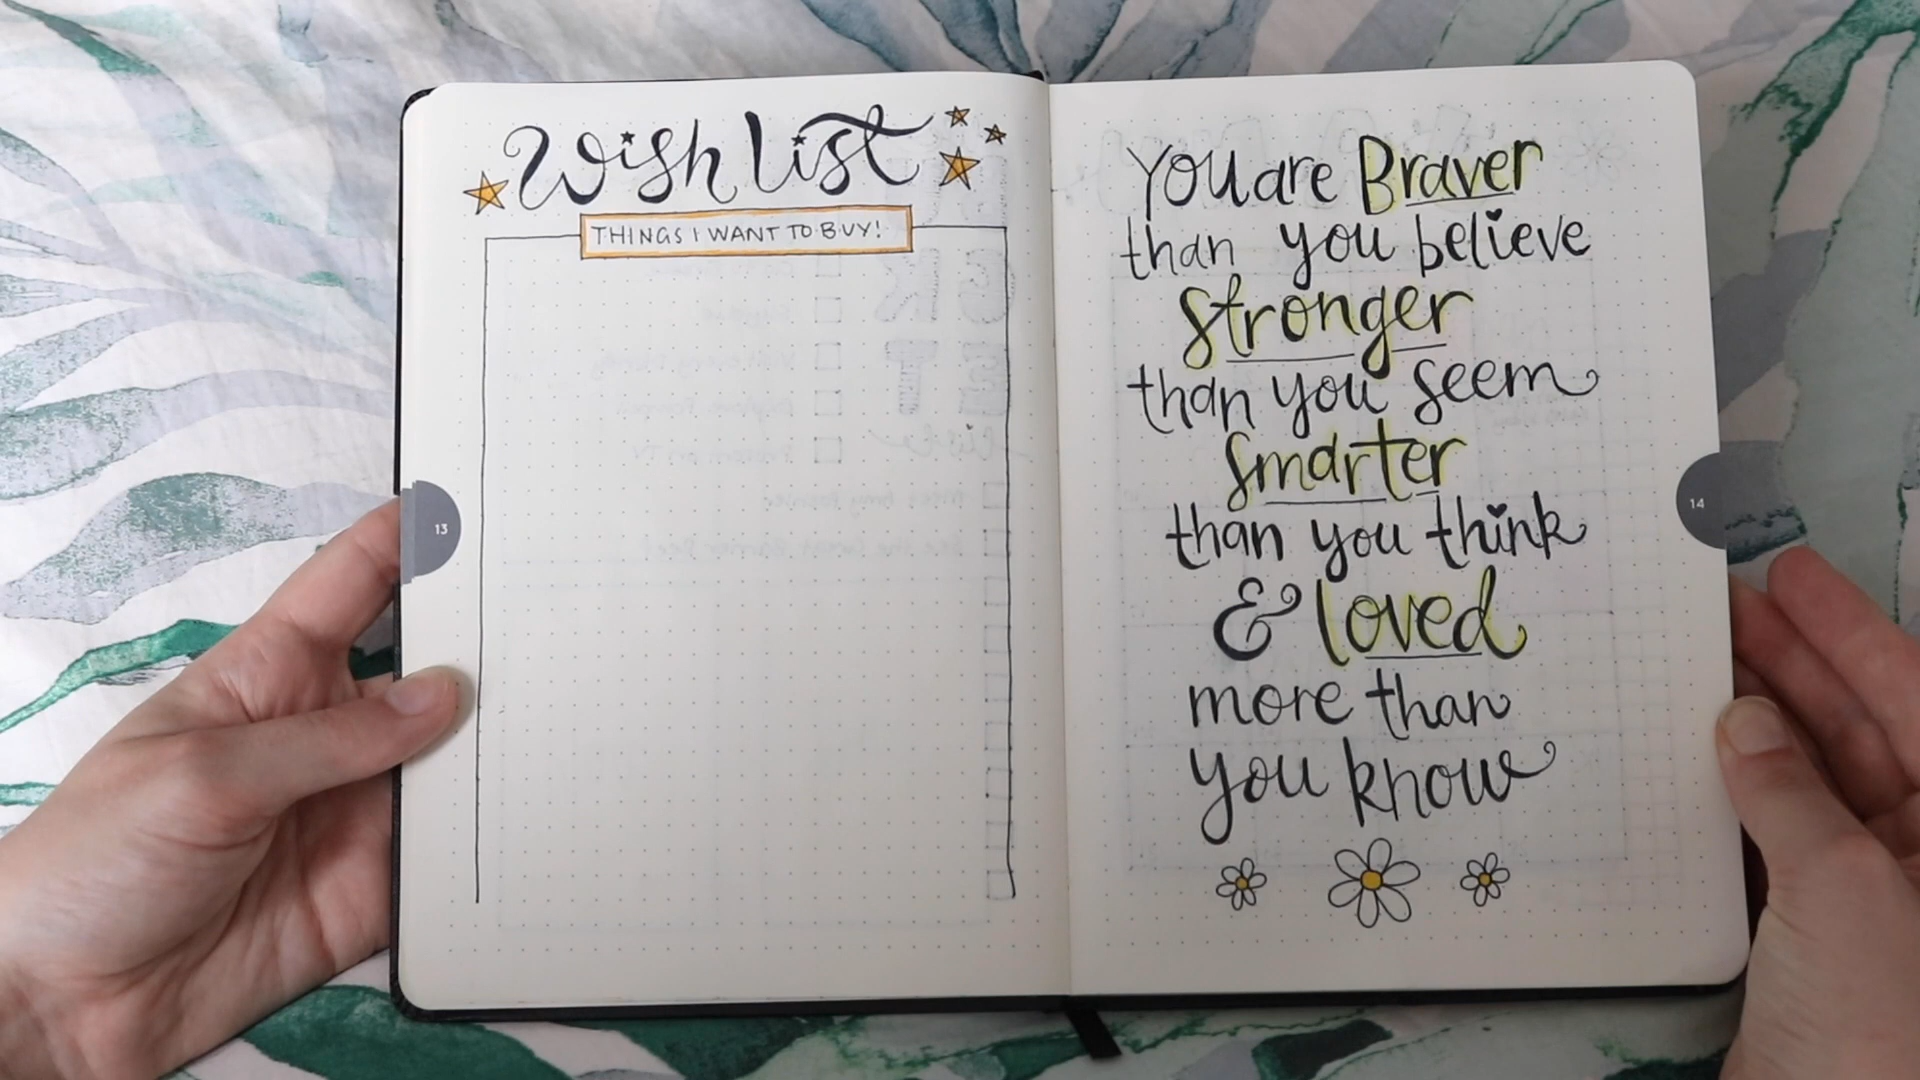 Wish list
THINGS I WANT TO BUY!
13
You are Braver
than you believe
Stronger
than you seem
Smarter
than you think
& loved
more than
you know
14